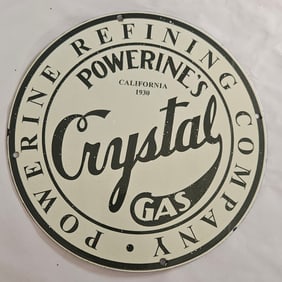 POWERINE REFINING COMPANY
POWERINE'S
CALIFORNIA
1930
Crystal
GAS